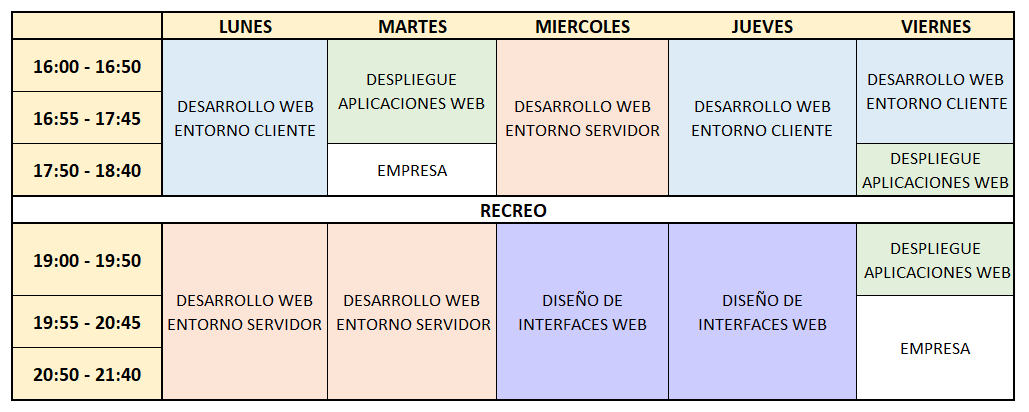 LUNES MARTES MIERCOLES JUEVES VIERNES
16:00 - 16:50
16:55 - 17:45
17:50 - 18:40
DESARROLLO WEB
ENTORNO CLIENTE
DESPLIEGUE
APLICACIONES WEB
EMPRESA
DESARROLLO WEB
ENTORNO SERVIDOR
DESARROLLO WEB
ENTORNO CLIENTE
DESARROLLO WEB
ENTORNO CLIENTE
DESPLIEGUE
APLICACIONES WEB
RECREO
19:00 - 19:50
19:55 - 20:45
20:50 - 21:40
DESARROLLO WEB
ENTORNO SERVIDOR
DESARROLLO WEB
ENTORNO SERVIDOR
DISEÑO DE
INTERFACES WEB
DISEÑO DE
INTERFACES WEB
DESPLIEGUE
APLICACIONES WEB
EMPRESA